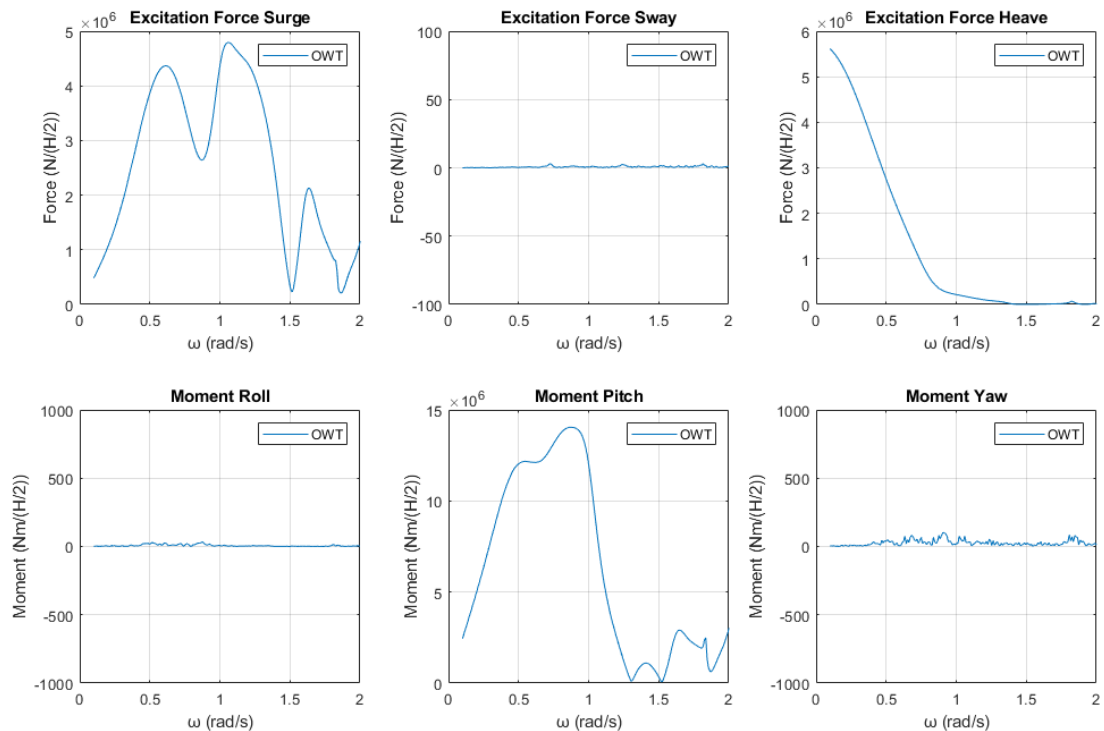 Excitation Force Surge
×10⁶
OWT
5
4
3
2
1
0
Force (N/(H/2))
0 0.5 1 1.5 2
ω (rad/s)
Excitation Force Sway
OWT
100
50
0
-50
-100
Force (N/(H/2))
0 0.5 1 1.5 2
ω (rad/s)
Excitation Force Heave
×10⁶
OWT
6
5
4
3
2
1
0
Force (N/(H/2))
0 0.5 1 1.5 2
ω (rad/s)
Moment Roll
OWT
1000
500
0
-500
-1000
Moment (Nm/(H/2))
0 0.5 1 1.5 2
ω (rad/s)
Moment Pitch
×10⁶
OWT
15
10
5
0
Moment (Nm/(H/2))
0 0.5 1 1.5 2
ω (rad/s)
Moment Yaw
OWT
1000
500
0
-500
-1000
Moment (Nm/(H/2))
0 0.5 1 1.5 2
ω (rad/s)